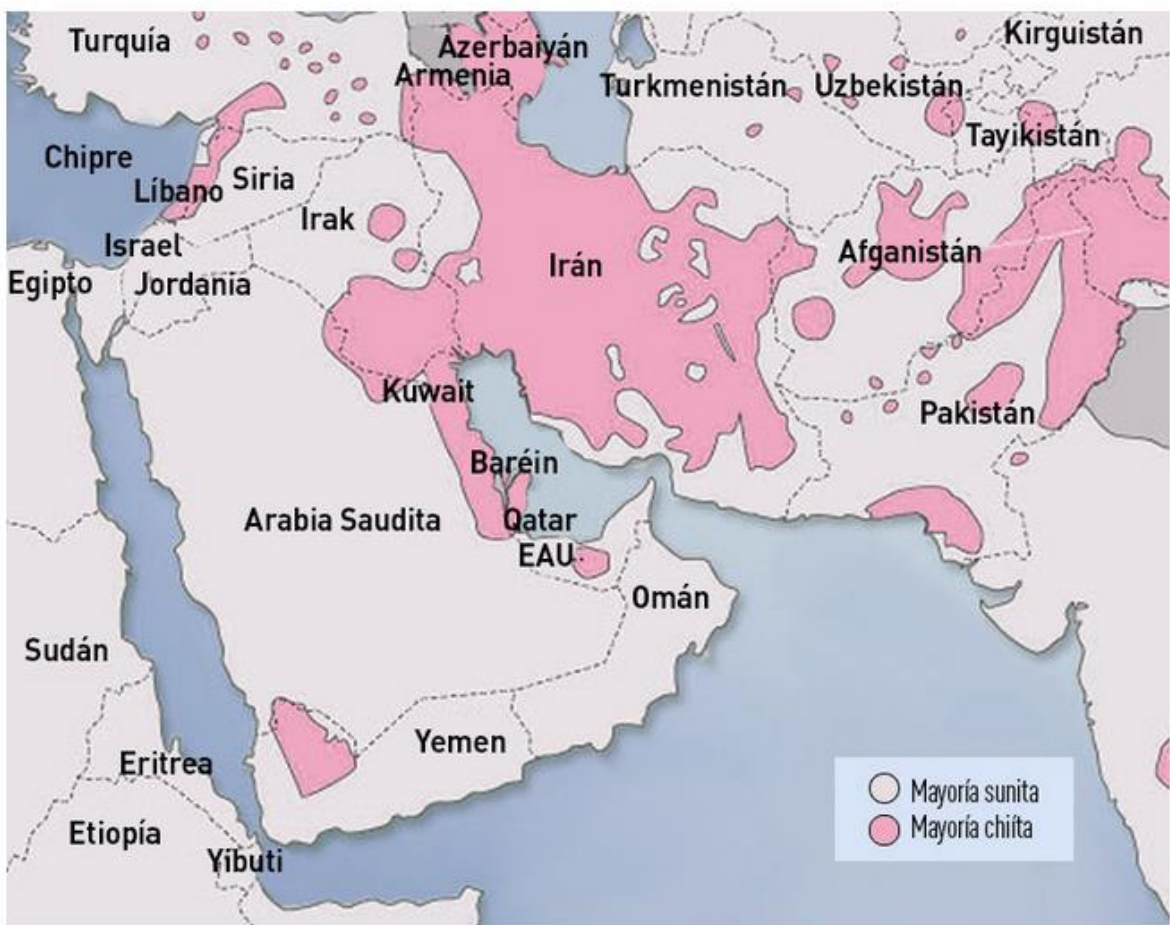 Turquía
Azerbaiyán
Armenia
Kirguistán
Turkmenistán
Uzbekistán
Tayikistán
Chipre
Líbano
Siria
Irak
Irán
Afganistán
Israel
Egipto
Jordania
Kuwait
Pakistán
Baréin
Arabia Saudita
Qatar
EAU
Omán
Sudán
Yemen
Eritrea
Etiopía
Yibuti
Mayoría sunita
Mayoría chiíta